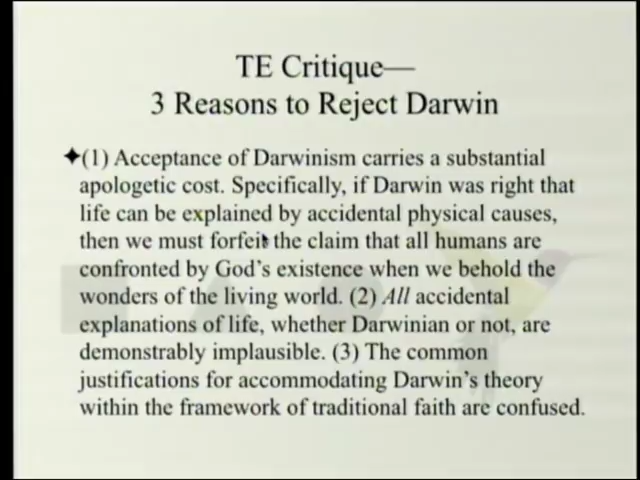 TE Critique—
3 Reasons to Reject Darwin
✦(1) Acceptance of Darwinism carries a substantial
apologetic cost. Specifically, if Darwin was right that
life can be explained by accidental physical causes,
then we must forfeit the claim that all humans are
confronted by God's existence when we behold the
wonders of the living world. (2) All accidental
explanations of life, whether Darwinian or not, are
demonstrably implausible. (3) The common
justifications for accommodating Darwin's theory
within the framework of traditional faith are confused.